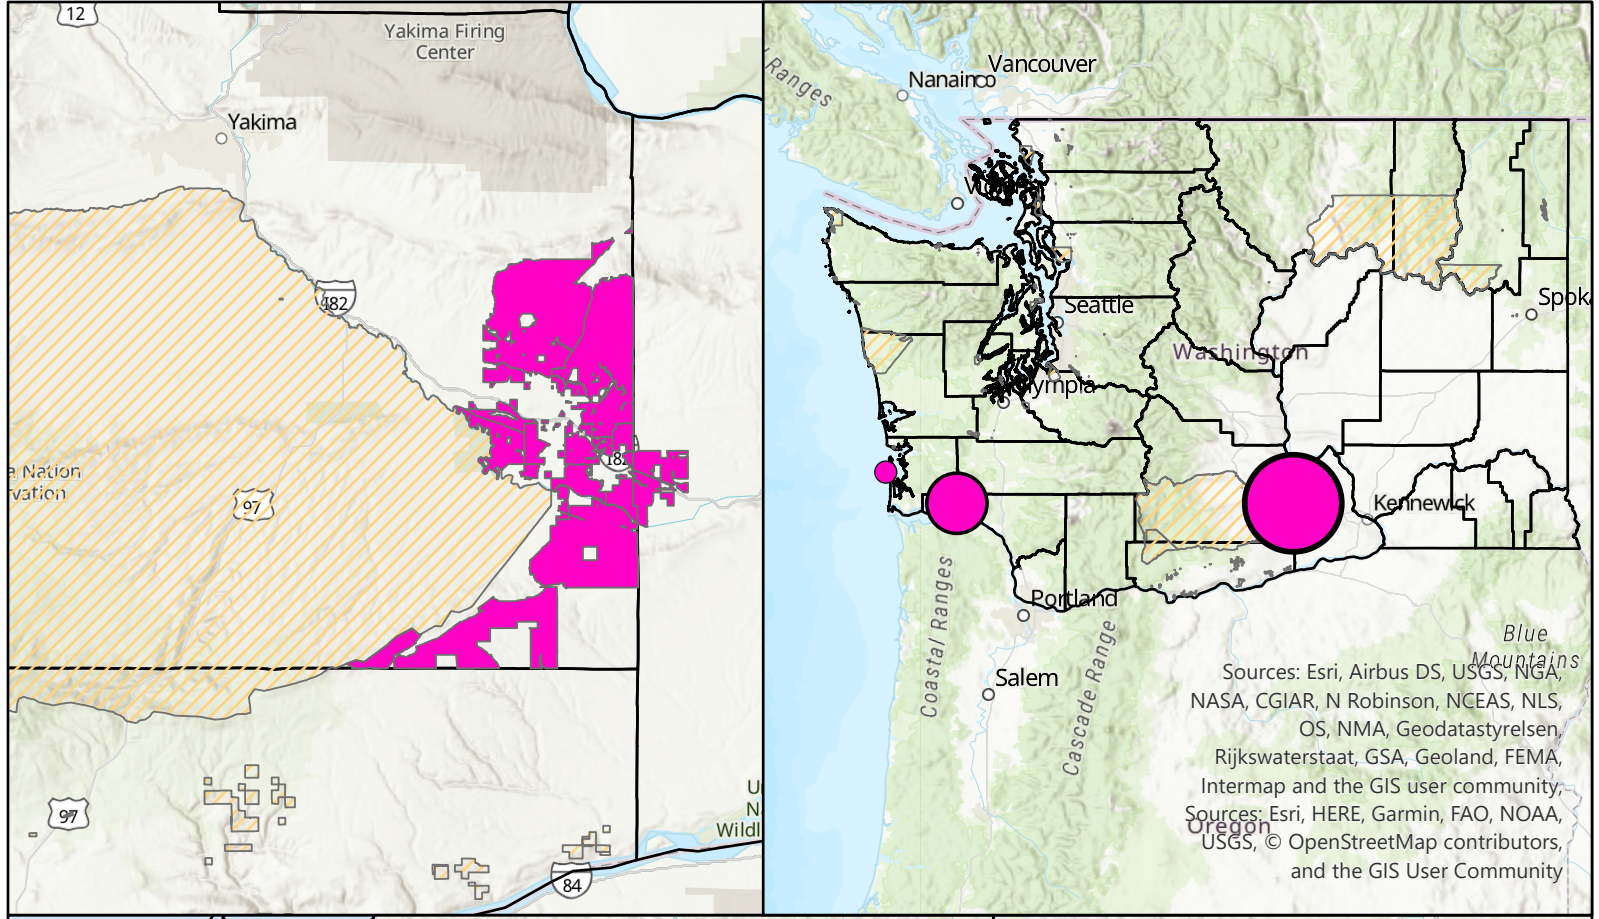 12
Yakima Firing
Center
Yakima
182
e Nation
rvation
97
182
97
84
U
N
Wildl
Ranges
Vancouver
Nanaimo
Seattle
Washington
Spok
Olympia
Kennewick
Portland
Salem
Coastal Ranges
Cascade Range
Blue
Mountains
Oregon
Sources: Esri, Airbus DS, USGS, NGA,
NASA, CGIAR, N Robinson, NCEAS, NLS,
OS, NMA, Geodatastyrelsen,
Rijkswaterstaat, GSA, Geoland, FEMA,
Intermap and the GIS user community,
Sources: Esri, HERE, Garmin, FAO, NOAA,
USGS, © OpenStreetMap contributors,
and the GIS User Community